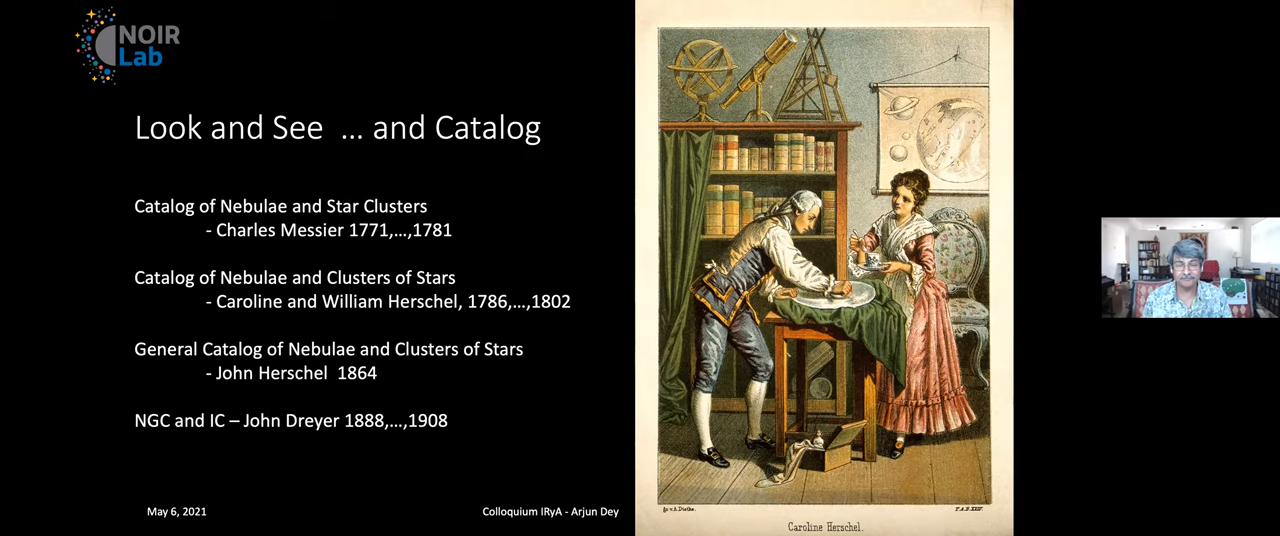 NOIR
Lab
Look and See ... and Catalog
Catalog of Nebulae and Star Clusters
- Charles Messier 1771,...,1781
Catalog of Nebulae and Clusters of Stars
- Caroline and William Herschel, 1786,...,1802
General Catalog of Nebulae and Clusters of Stars
- John Herschel 1864
NGC and IC – John Dreyer 1888,...,1908
May 6, 2021
Colloquium IRyA - Arjun Dey
Caroline Herschel.